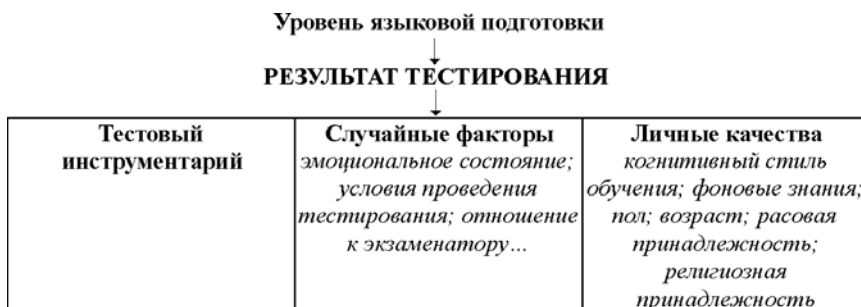 Уровень языковой подготовки
РЕЗУЛЬТАТ ТЕСТИРОВАНИЯ
Тестовый
инструментарий
Случайные факторы
эмоциональное состояние;
условия проведения
тестирования; отношение
к экзаменатору...
Личные качества
когнитивный стиль
обучения; фоновые знания;
пол; возраст; расовая
принадлежность;
религиозная
принадлежность